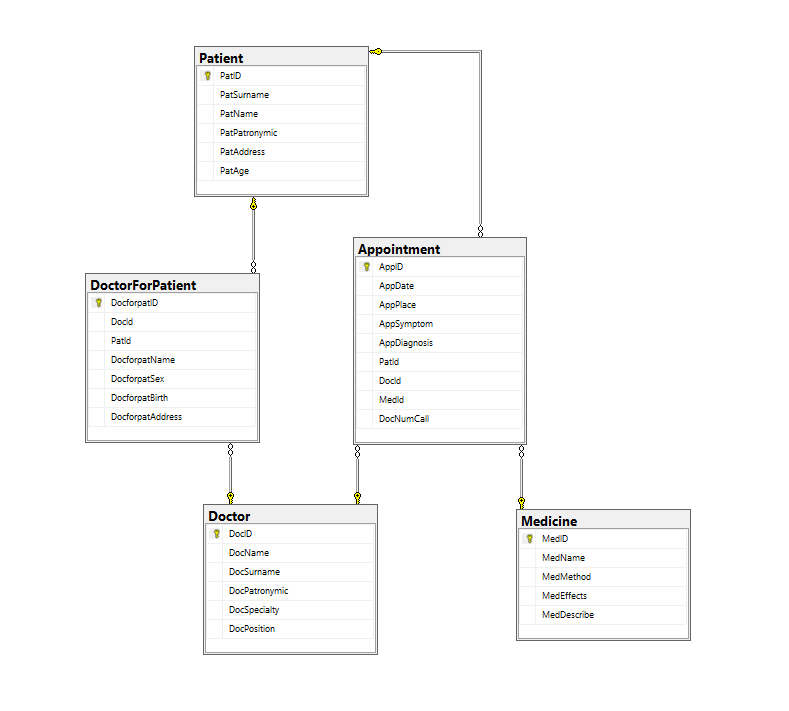 Patient
PatID
PatSurname
PatName
PatPatronymic
PatAddress
PatAge
DoctorForPatient
DocforpatID
DocId
PatId
DocforpatName
DocforpatSex
DocforpatBirth
DocforpatAddress
Appointment
AppID
AppDate
AppPlace
AppSymptom
AppDiagnosis
PatId
DocId
MedId
DocNumCall
Doctor
DocID
DocName
DocSurname
DocPatronymic
DocSpecialty
DocPosition
Medicine
MedID
MedName
MedMethod
MedEffects
MedDescribe